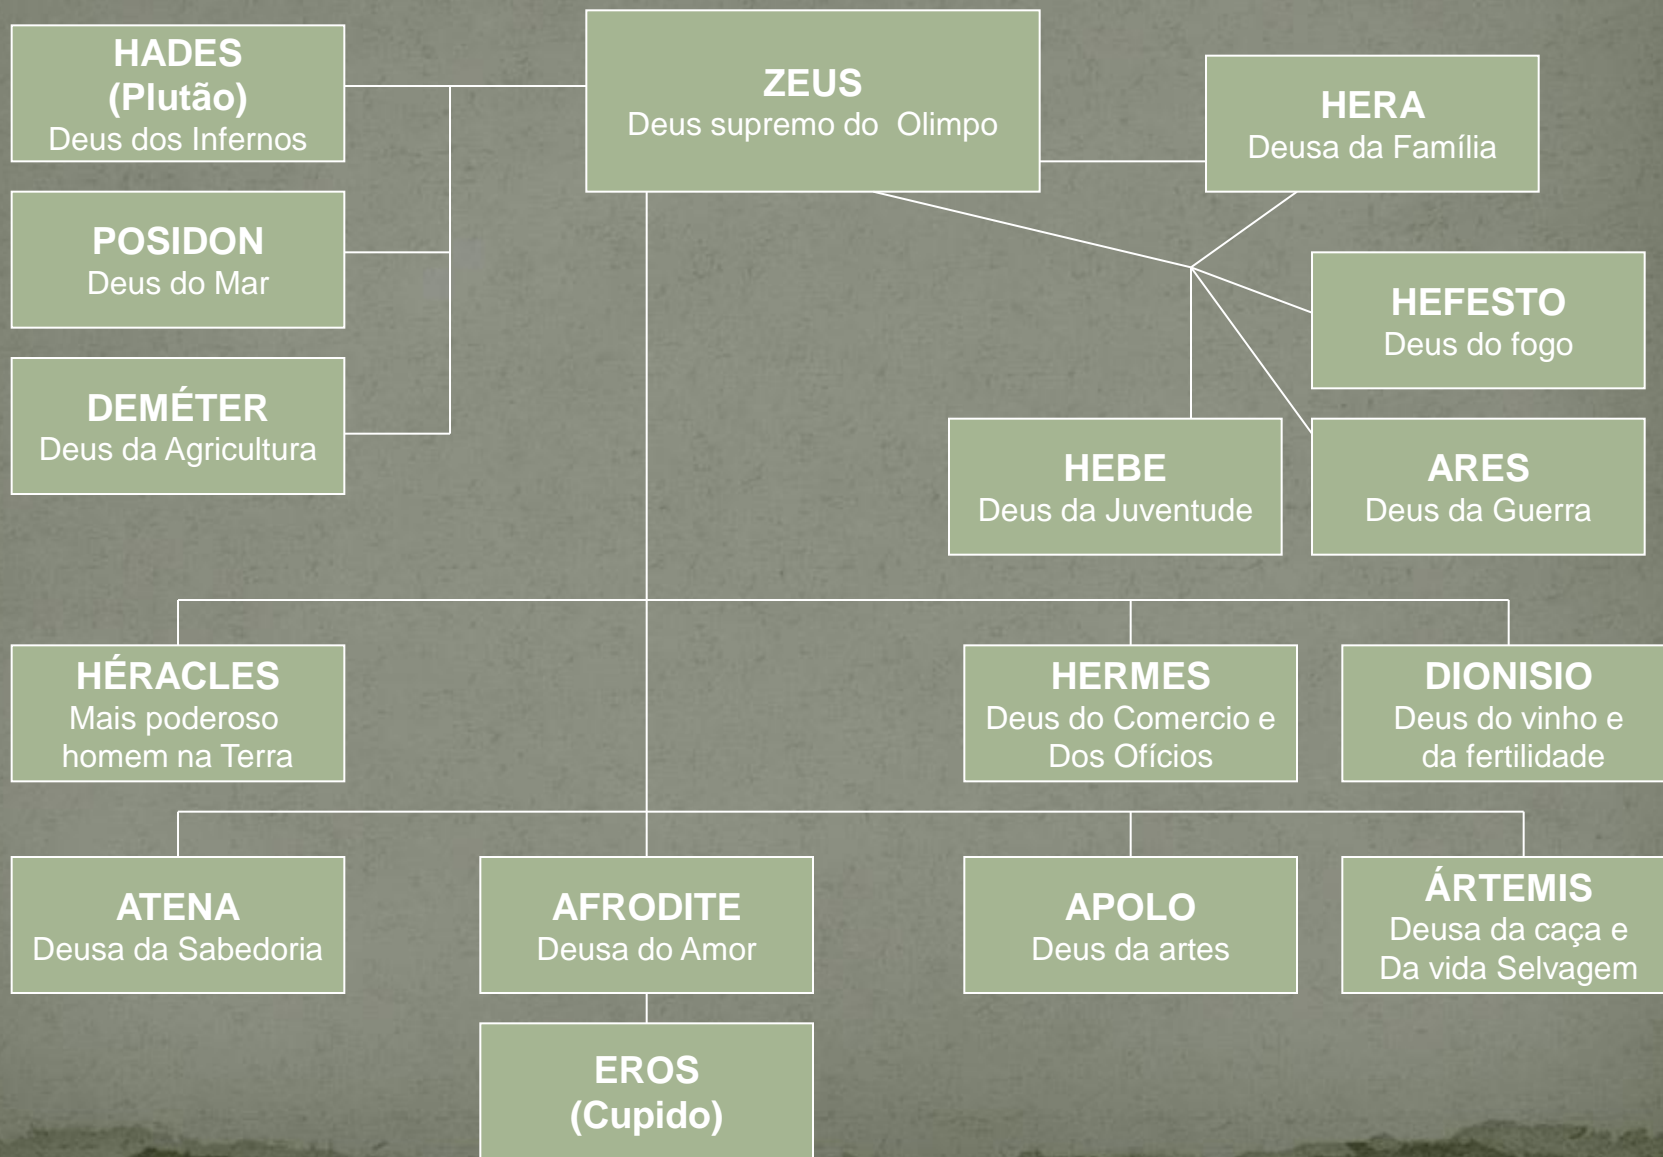 HADES
(Plutão)
Deus dos Infernos
ZEUS
Deus supremo do  Olimpo
HERA
Deusa da Família
POSIDON
Deus do Mar
HEFESTO
Deus do fogo
DEMÉTER
Deus da Agricultura
HEBE
Deus da Juventude
ARES
Deus da Guerra
HÉRACLES
Mais poderoso
homem na Terra
HERMES
Deus do Comercio e
Dos Ofícios
DIONISIO
Deus do vinho e
da fertilidade
ATENA
Deusa da Sabedoria
AFRODITE
Deusa do Amor
APOLO
Deus da artes
ÁRTEMIS
Deusa da caça e
Da vida Selvagem
EROS
(Cupido)